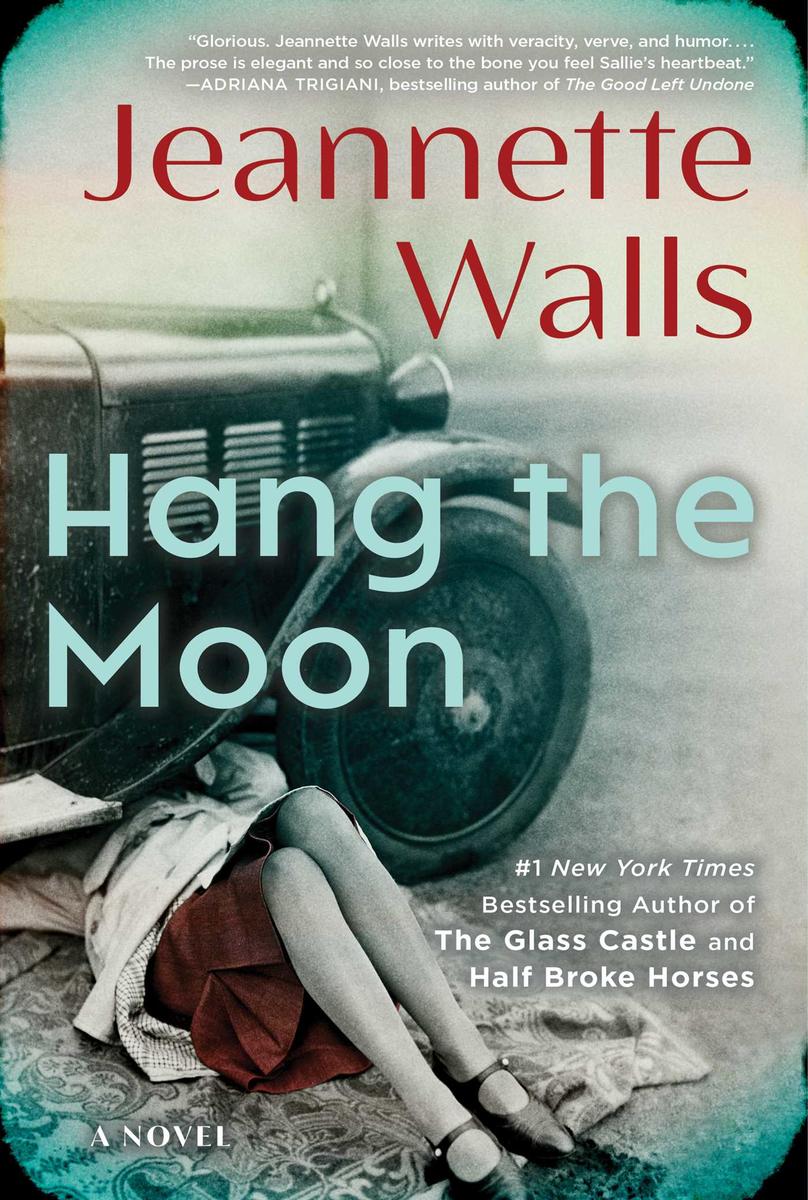 “Glorious. Jeannette Walls writes with veracity, verve, and humor....
The prose is elegant and so close to the bone you feel Sallie’s heartbeat.”
—ADRIANA TRIGIANI, bestselling author of The Good Left Undone
Jeannette
Walls
Hang the
Moon
#1 New York Times
Bestselling Author of
The Glass Castle and
Half Broke Horses
A NOVEL